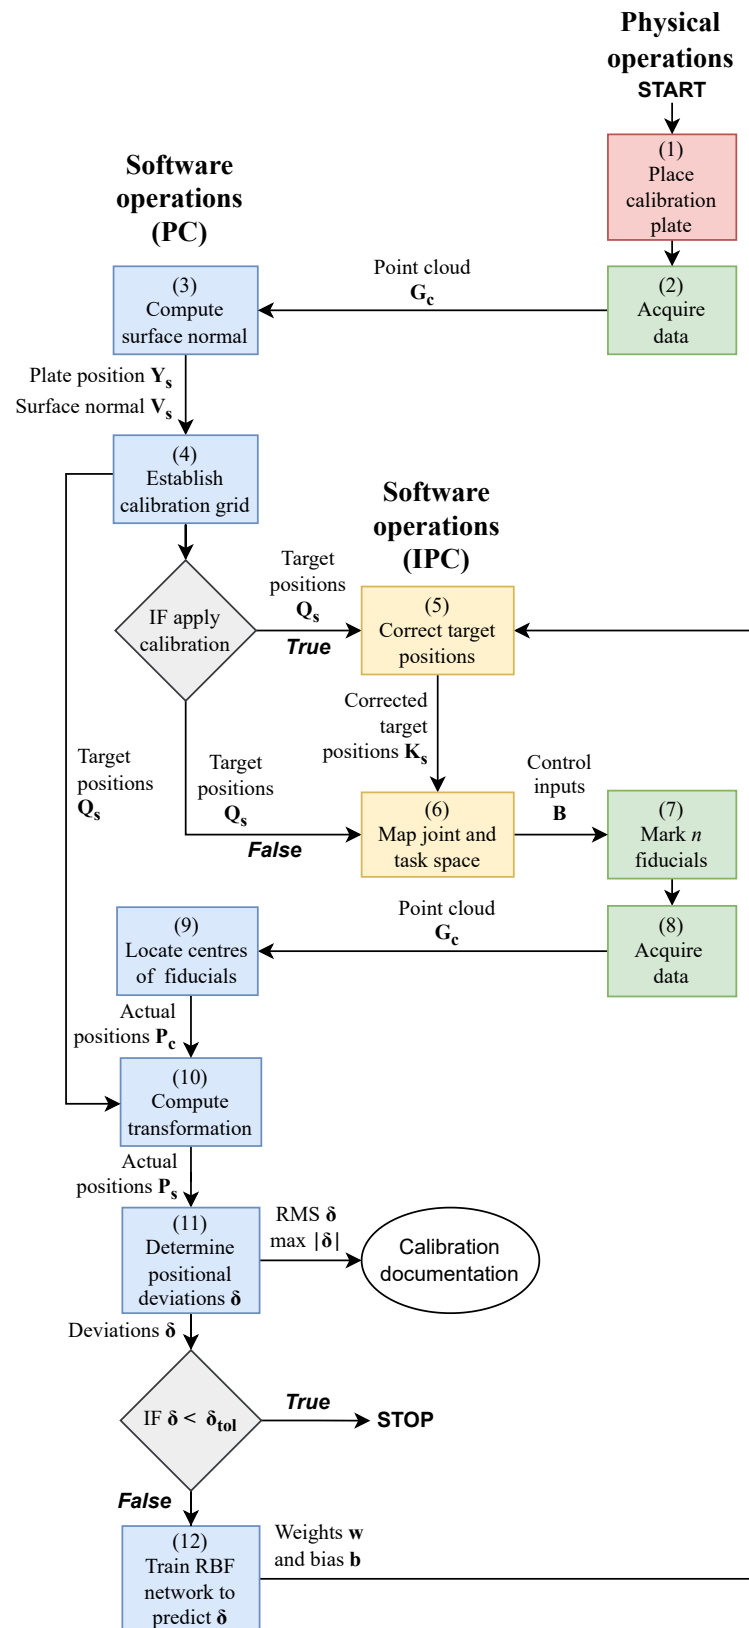 Physical
operations
START
(1)
Place
calibration
plate
Software
operations
(PC)
(2)
Acquire
data
Point cloud
G_c
(3)
Compute
surface normal
Plate position Y_s
Surface normal V_s
(4)
Establish
calibration grid
Software
operations
(IPC)
IF apply
calibration
Target
positions
Q_s
True
(5)
Correct target
positions
Corrected
target
positions K_s
Target
positions
Q_s
Target
positions
Q_s
False
(6)
Map joint and
task space
Control
inputs
B
(7)
Mark n
fiducials
(8)
Acquire
data
Point cloud
G_c
(9)
Locate centres
of fiducials
Actual
positions P_c
(10)
Compute
transformation
Actual
positions P_s
(11)
Determine
positional
deviations δ
RMS δ
max |δ|
Calibration
documentation
Deviations δ
IF δ < δ_tol
True
STOP
False
(12)
Train RBF
network to
predict δ
Weights w
and bias b